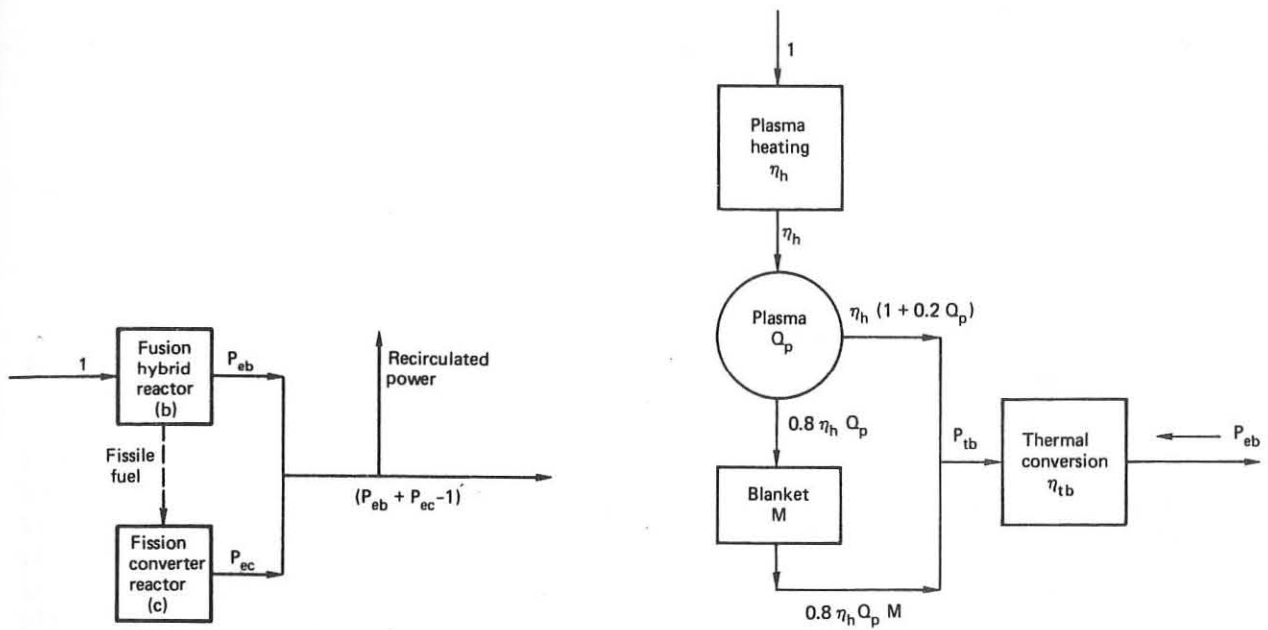 1
Fusion
hybrid
reactor
(b)
P_eb
Recirculated
power
Fissile
fuel
(P_eb + P_ec-1)
Fission
converter
reactor
(c)
P_ec
1
Plasma
heating
η_h
η_h
Plasma
Q_p
η_h (1 + 0.2 Q_p)
0.8 η_h Q_p
Blanket
M
0.8 η_h Q_p M
P_tb
Thermal
conversion
η_tb
P_eb